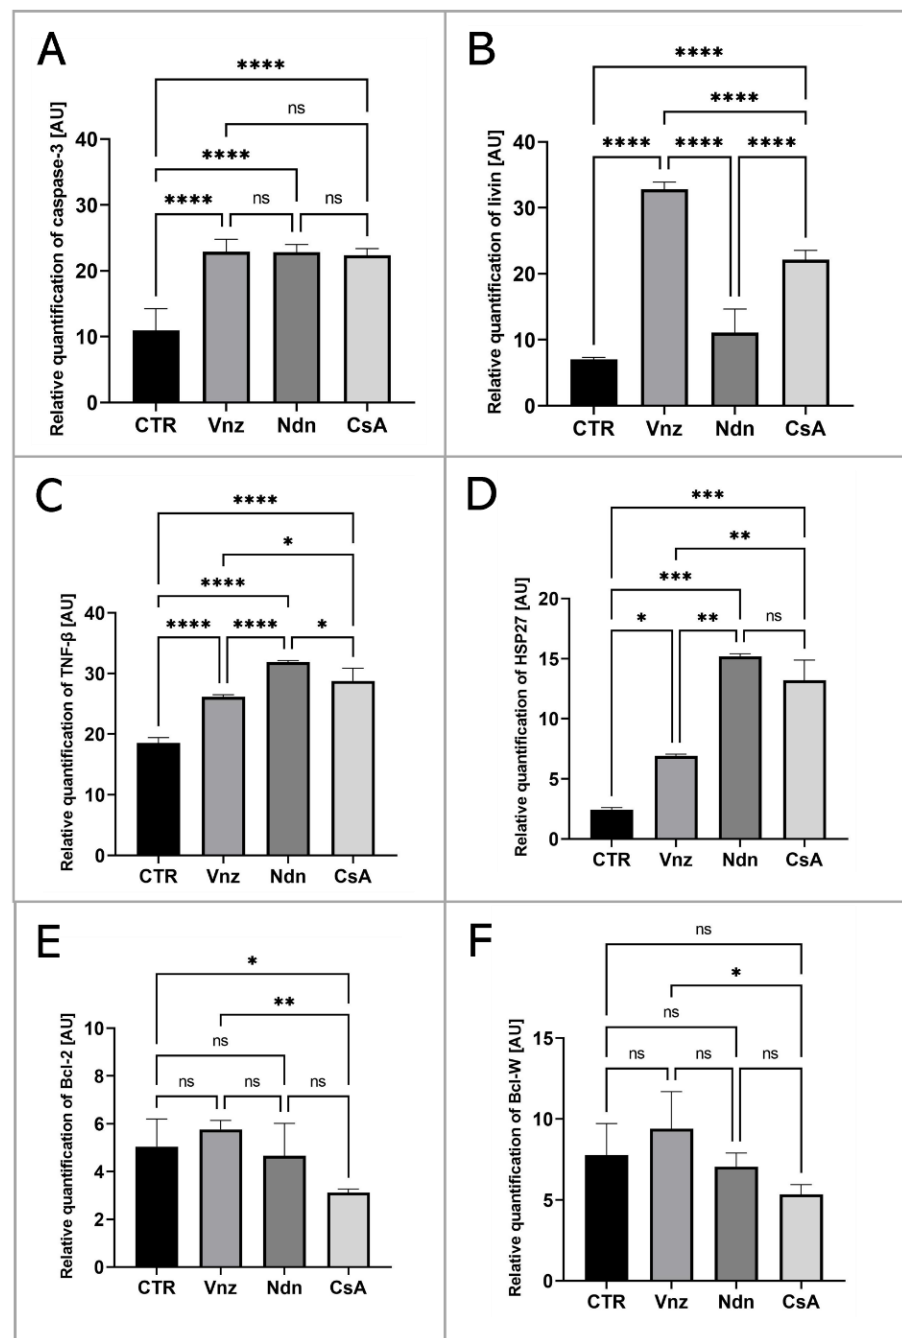 A
****
ns
****
**** ns ns
Relative quantification of caspase-3 [AU]
40
30
20
10
0
CTR Vnz Ndn CsA
B
****
****
**** **** ****
Relative quantification of livin [AU]
40
30
20
10
0
CTR Vnz Ndn CsA
C
****
*
****
**** **** *
Relative quantification of TNF-β [AU]
40
30
20
10
0
CTR Vnz Ndn CsA
D
***
**
***
* ** ns
Relative quantification of HSP27 [AU]
20
15
10
5
0
CTR Vnz Ndn CsA
E
*
**
ns
ns ns ns
Relative quantification of Bcl-2 [AU]
10
8
6
4
2
0
CTR Vnz Ndn CsA
F
ns
*
ns
ns ns ns
Relative quantification of Bcl-W [AU]
15
10
5
0
CTR Vnz Ndn CsA